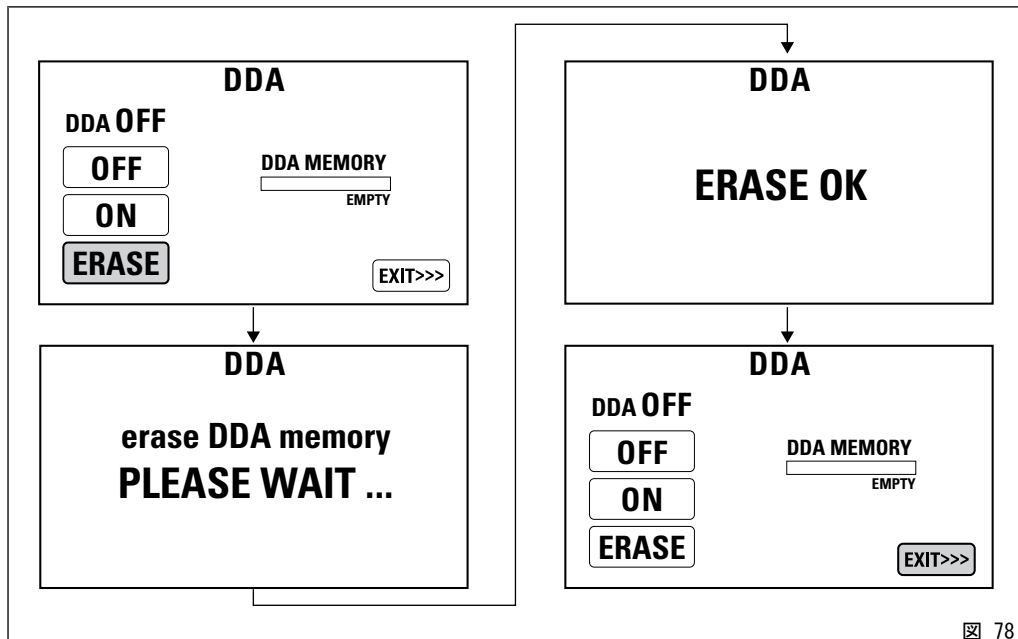 DDA
DDA OFF
OFF
DDA MEMORY
EMPTY
ON
ERASE
EXIT>>>
DDA
erase DDA memory
PLEASE WAIT ...
DDA
ERASE OK
DDA
DDA OFF
OFF
DDA MEMORY
EMPTY
ON
ERASE
EXIT>>>
図 78